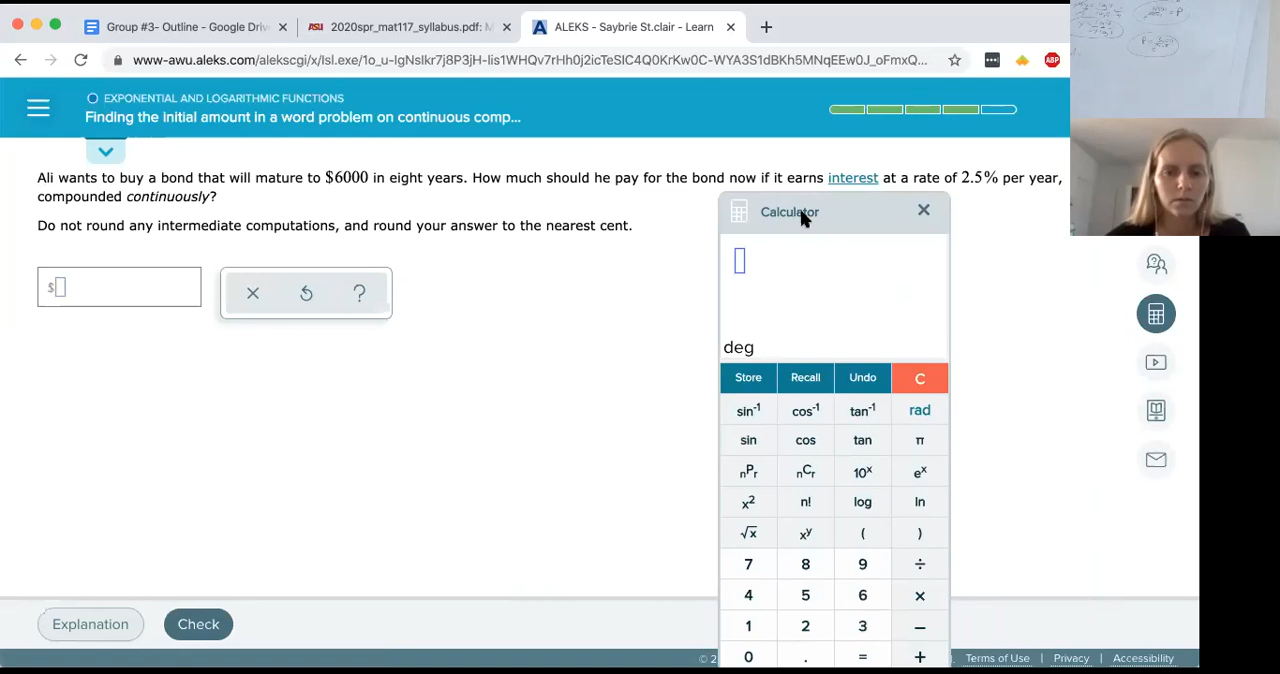 Group #3- Outline - Google Driv
2020spr_mat117_syllabus.pdf: M
ALEKS - Saybrie St.clair - Learn
www-awu.aleks.com/alekscgi/x/Isl.exe/1o_u-IgNslkr7j8P3jH-Iis1WHQv7rHh0j2icTeSlC4Q0KrKw0C-WYA3S1dBKh5MNqEEw0J_oFmxQ...
ABP
EXPONENTIAL AND LOGARITHMIC FUNCTIONS
Finding the initial amount in a word problem on continuous comp...
Ali wants to buy a bond that will mature to $6000 in eight years. How much should he pay for the bond now if it earns interest at a rate of 2.5% per year,
compounded continuously?
Do not round any intermediate computations, and round your answer to the nearest cent.
$
?
Calculator
deg
Store Recall Undo C
sin-1 cos-1 tan-1 rad
sin cos tan π
nPr nCr 10x ex
x2 n! log ln
√x xy ( )
7 8 9 ÷
4 5 6 ×
1 2 3 −
0 . = +
Explanation Check
© 2
Terms of Use | Privacy | Accessibility